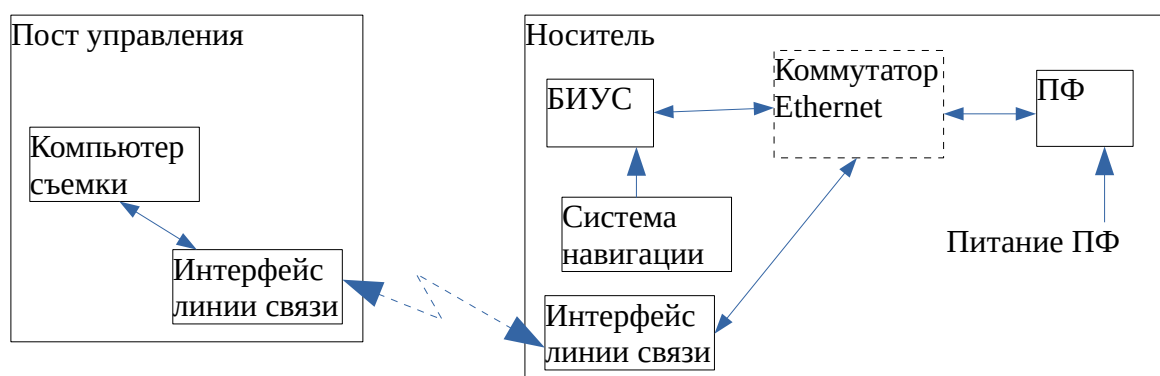 Пост управления
Компьютер
съемки
Интерфейс
линии связи
Носитель
БИУС
Коммутатор
Ethernet
ПФ
Система
навигации
Питание ПФ
Интерфейс
линии связи